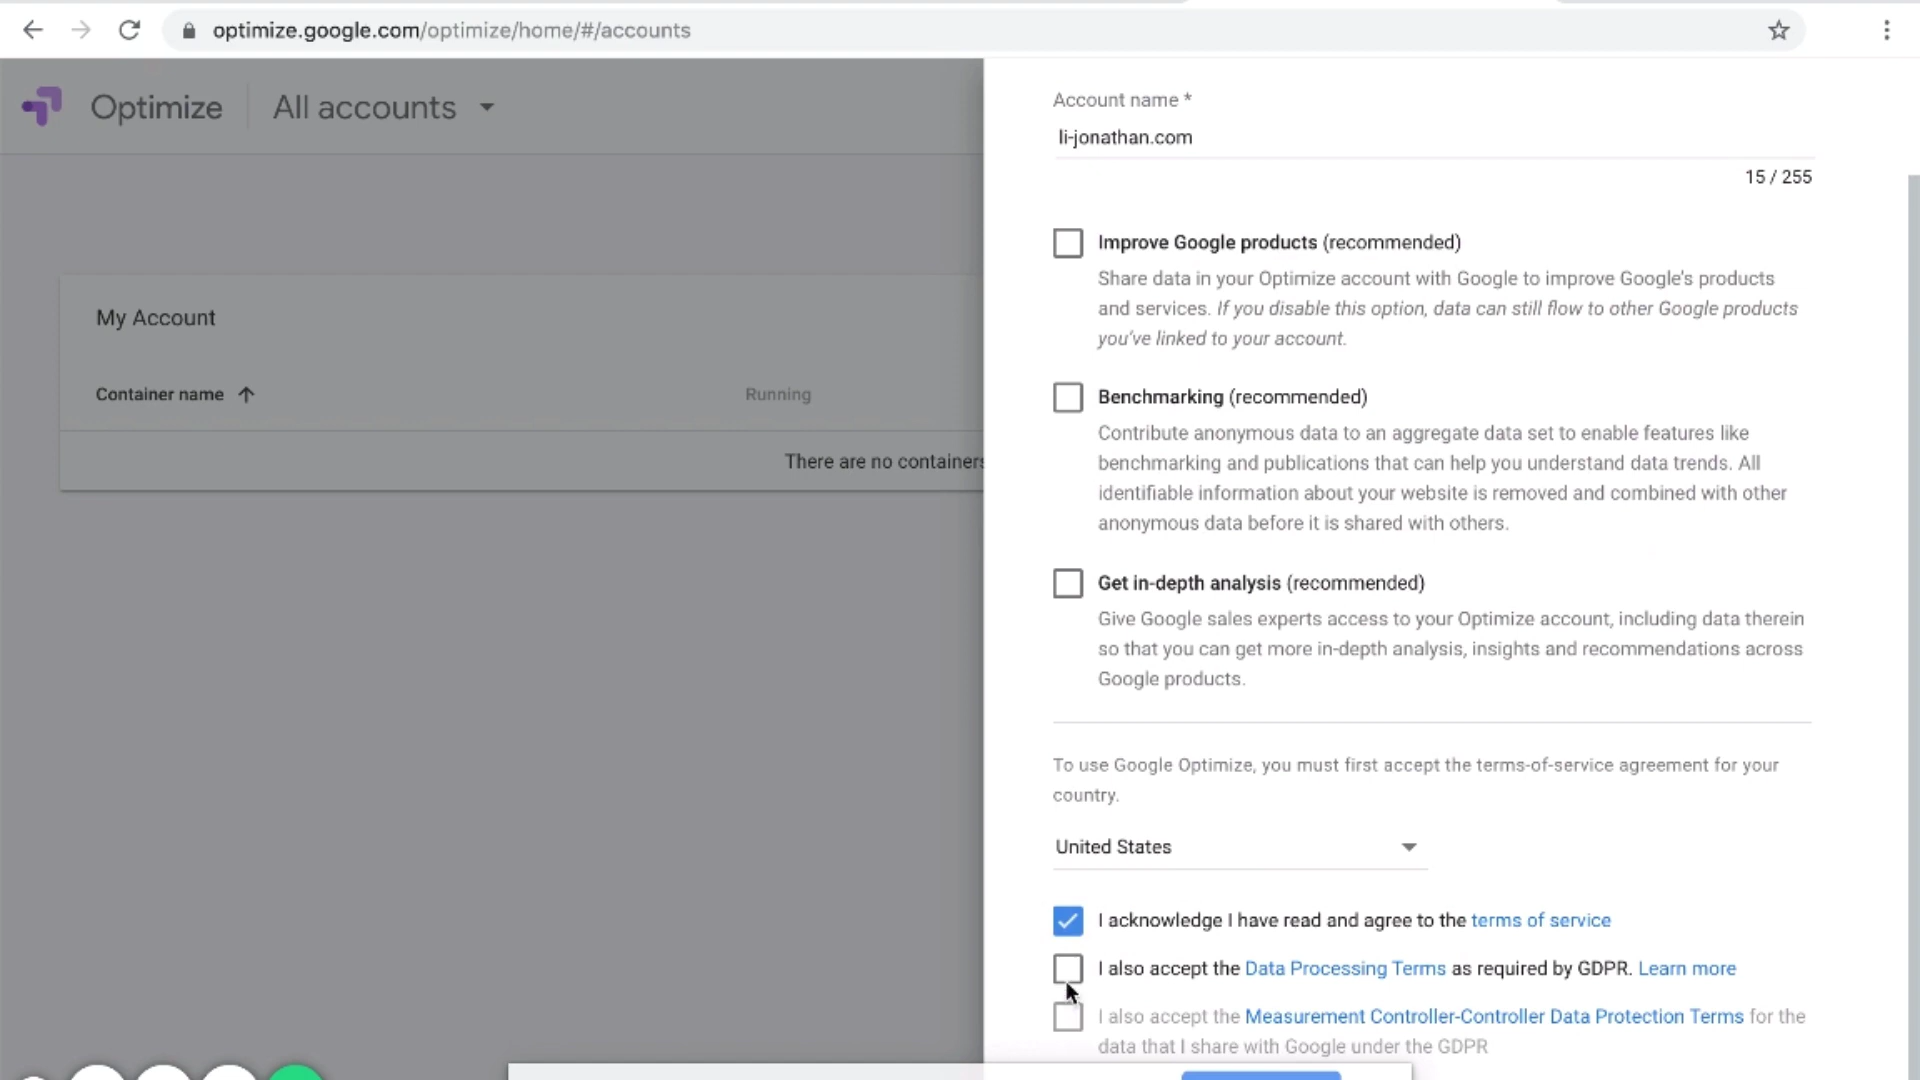 optimize.google.com/optimize/home/#/accounts
Optimize
All accounts
My Account
Container name
Running
There are no containers
Account name *
li-jonathan.com
15 / 255
Improve Google products (recommended)
Share data in your Optimize account with Google to improve Google's products
and services. If you disable this option, data can still flow to other Google products
you've linked to your account.
Benchmarking (recommended)
Contribute anonymous data to an aggregate data set to enable features like
benchmarking and publications that can help you understand data trends. All
identifiable information about your website is removed and combined with other
anonymous data before it is shared with others.
Get in-depth analysis (recommended)
Give Google sales experts access to your Optimize account, including data therein
so that you can get more in-depth analysis, insights and recommendations across
Google products.
To use Google Optimize, you must first accept the terms-of-service agreement for your
country.
United States
I acknowledge I have read and agree to the terms of service
I also accept the Data Processing Terms as required by GDPR. Learn more
I also accept the Measurement Controller-Controller Data Protection Terms for the
data that I share with Google under the GDPR